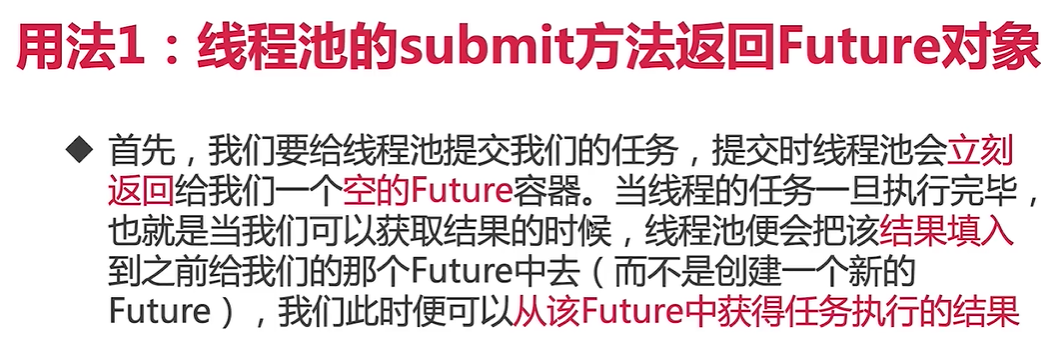 用法1：线程池的submit方法返回Future对象
◆ 首先，我们要给线程池提交我们的任务，提交时线程池会立刻
返回给我们一个空的Future容器。当线程的任务一旦执行完毕，
也就是当我们可以获取结果的时候，线程池便会把该结果填入
到之前给我们的那个Future中去（而不是创建一个新的
Future），我们此时便可以从该Future中获得任务执行的结果